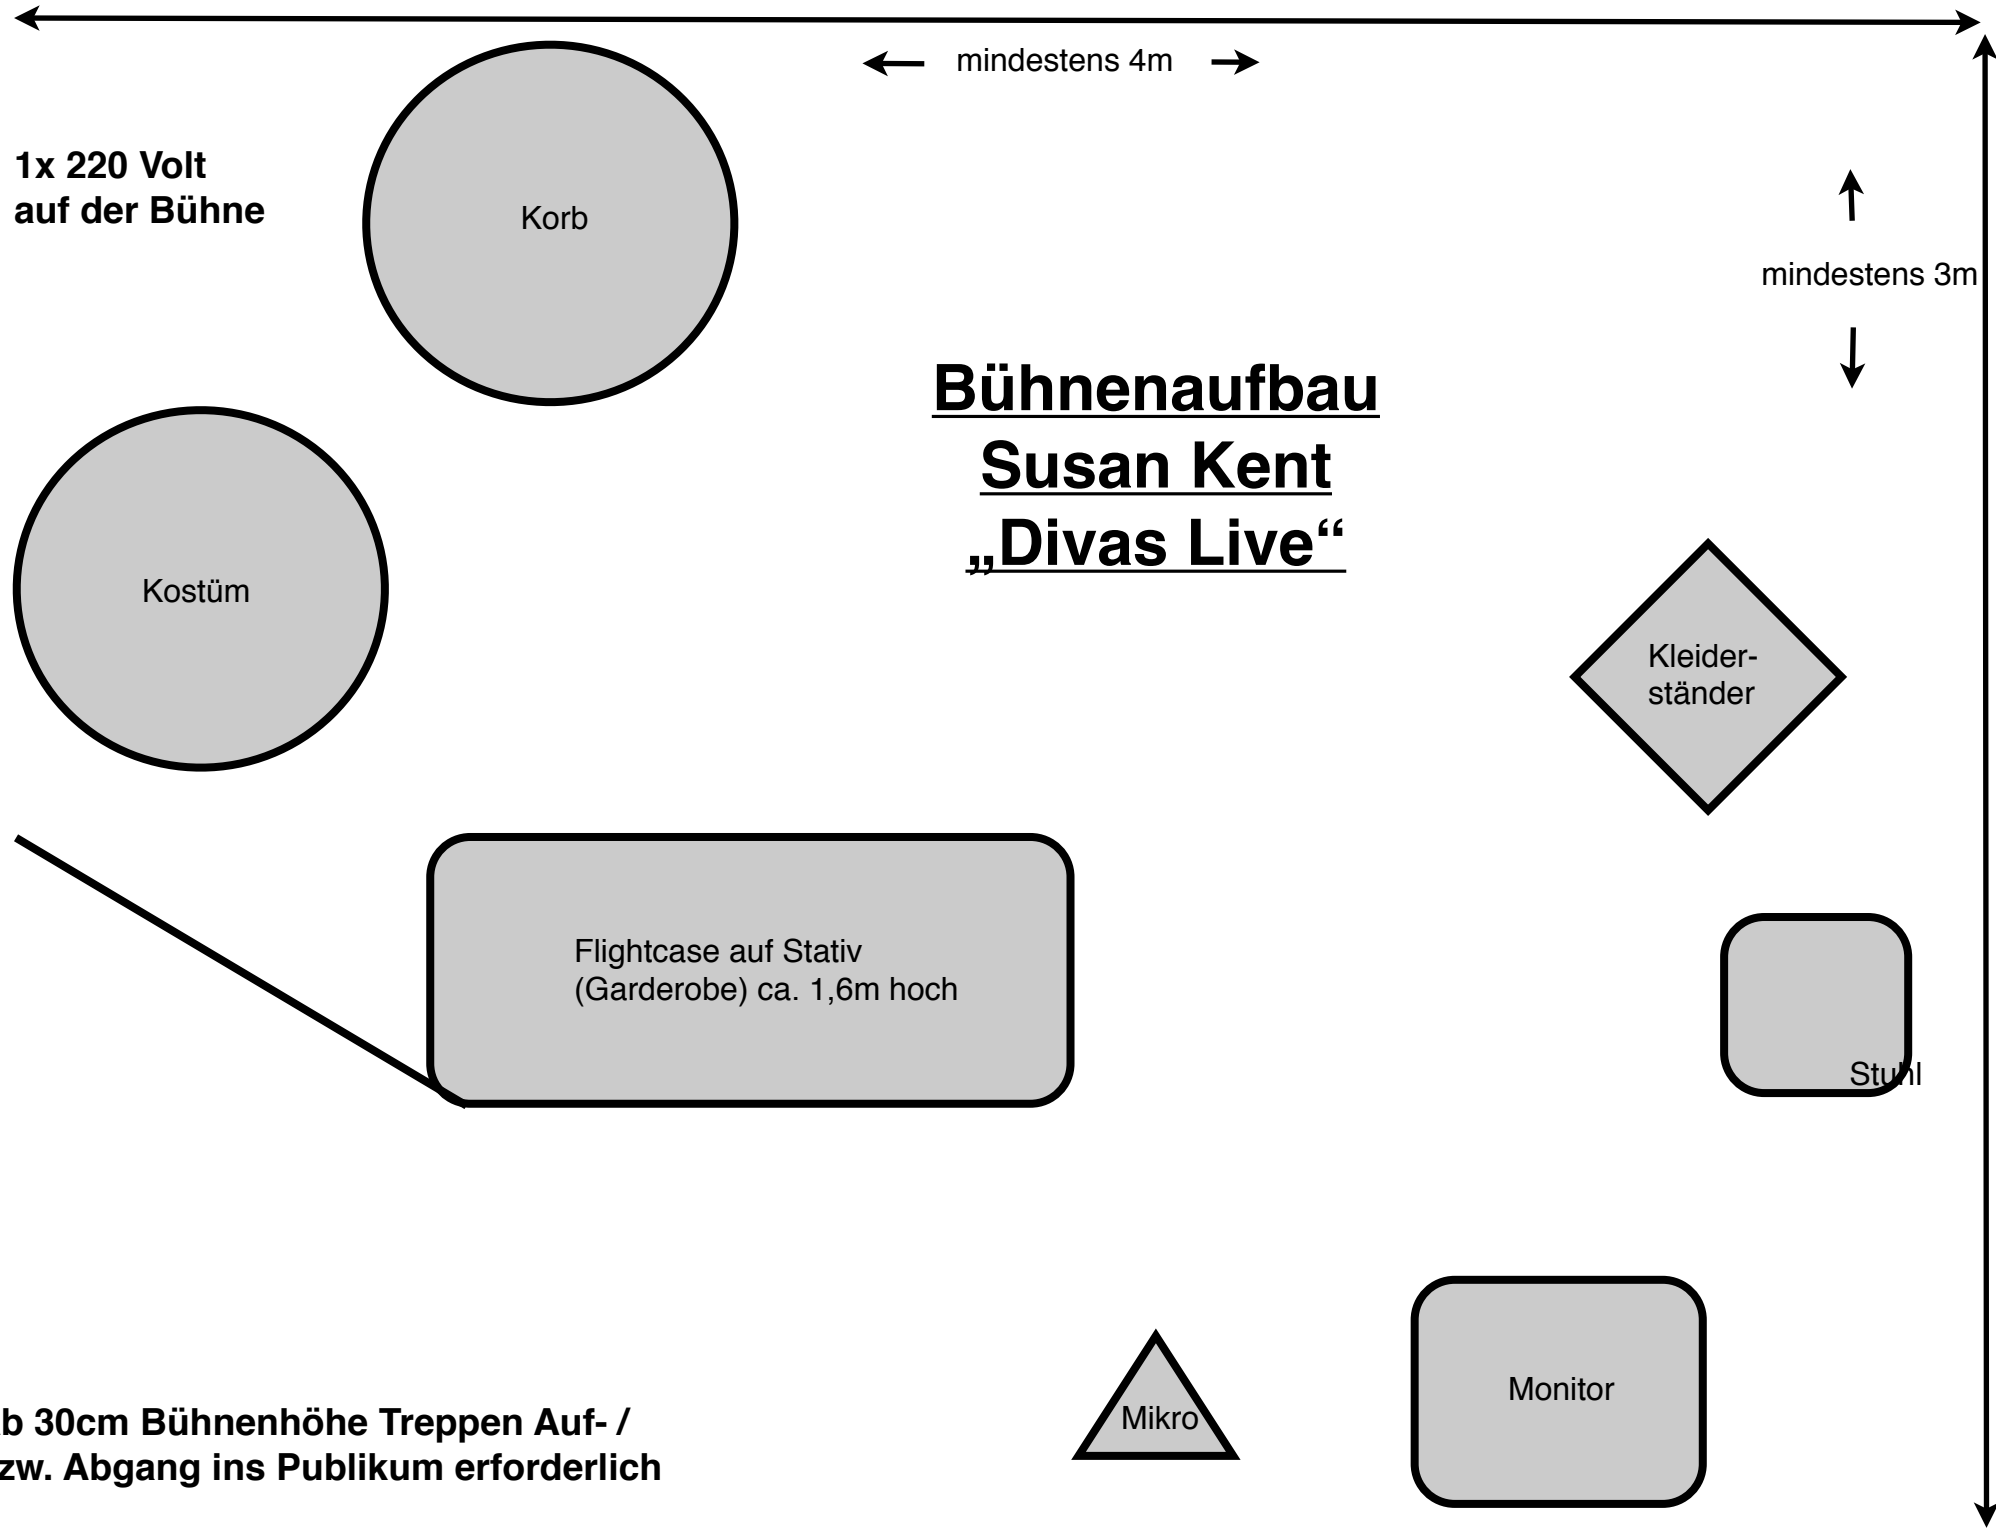 mindestens 4m
1x 220 Volt
auf der Bühne
Korb
mindestens 3m
Bühnenaufbau
Susan Kent
„Divas Live“
Kostüm
Kleider-
ständer
Flightcase auf Stativ
(Garderobe) ca. 1,6m hoch
Stuhl
Monitor
Mikro
b 30cm Bühnenhöhe Treppen Auf- /
zw. Abgang ins Publikum erforderlich